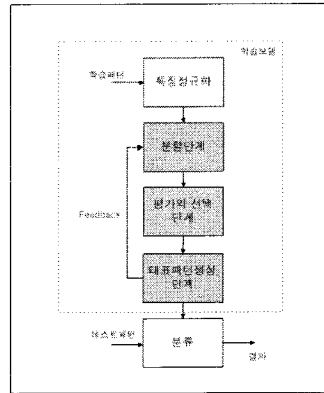 학습모델
학습패턴
특징정규화
분할단계
평가와 선택
단계
Feedback
대표패턴생성
단계
테스트패턴
분류
결과